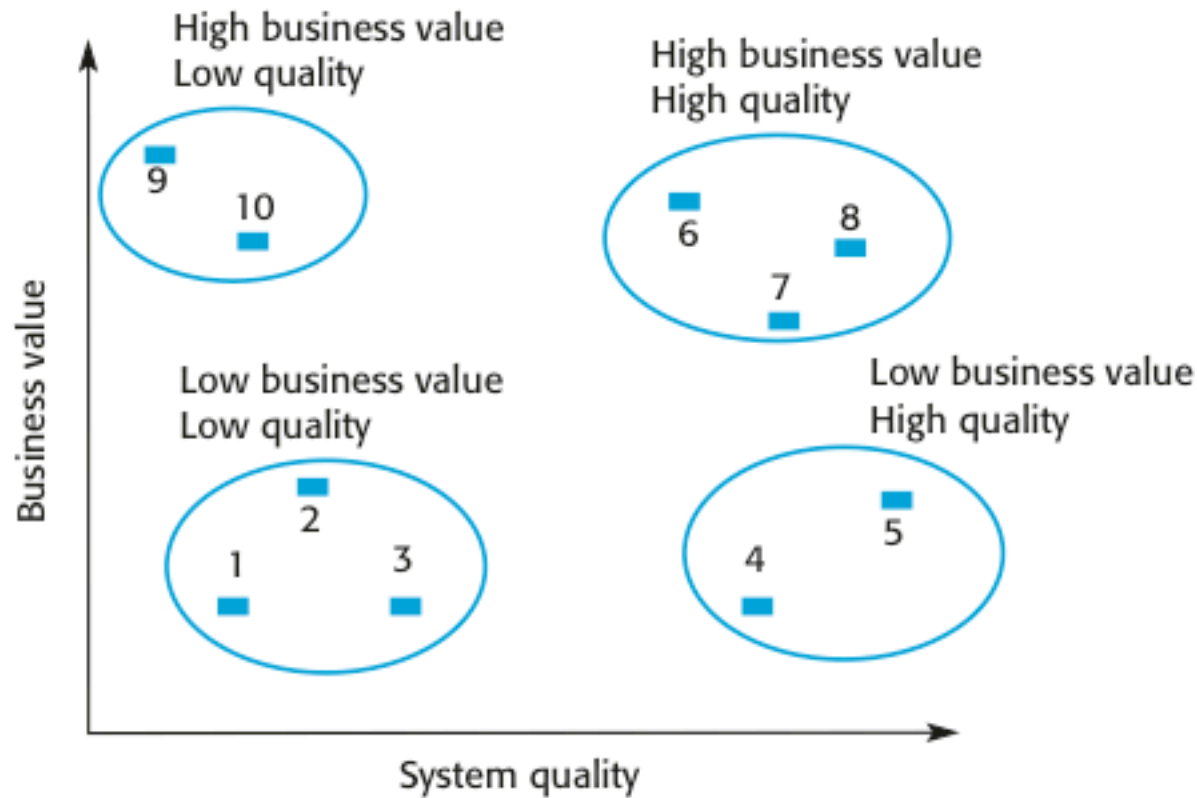 High business value
Low quality
High business value
High quality
9
10
6
8
7
Business value
Low business value
Low quality
Low business value
High quality
2
1
3
5
4
System quality